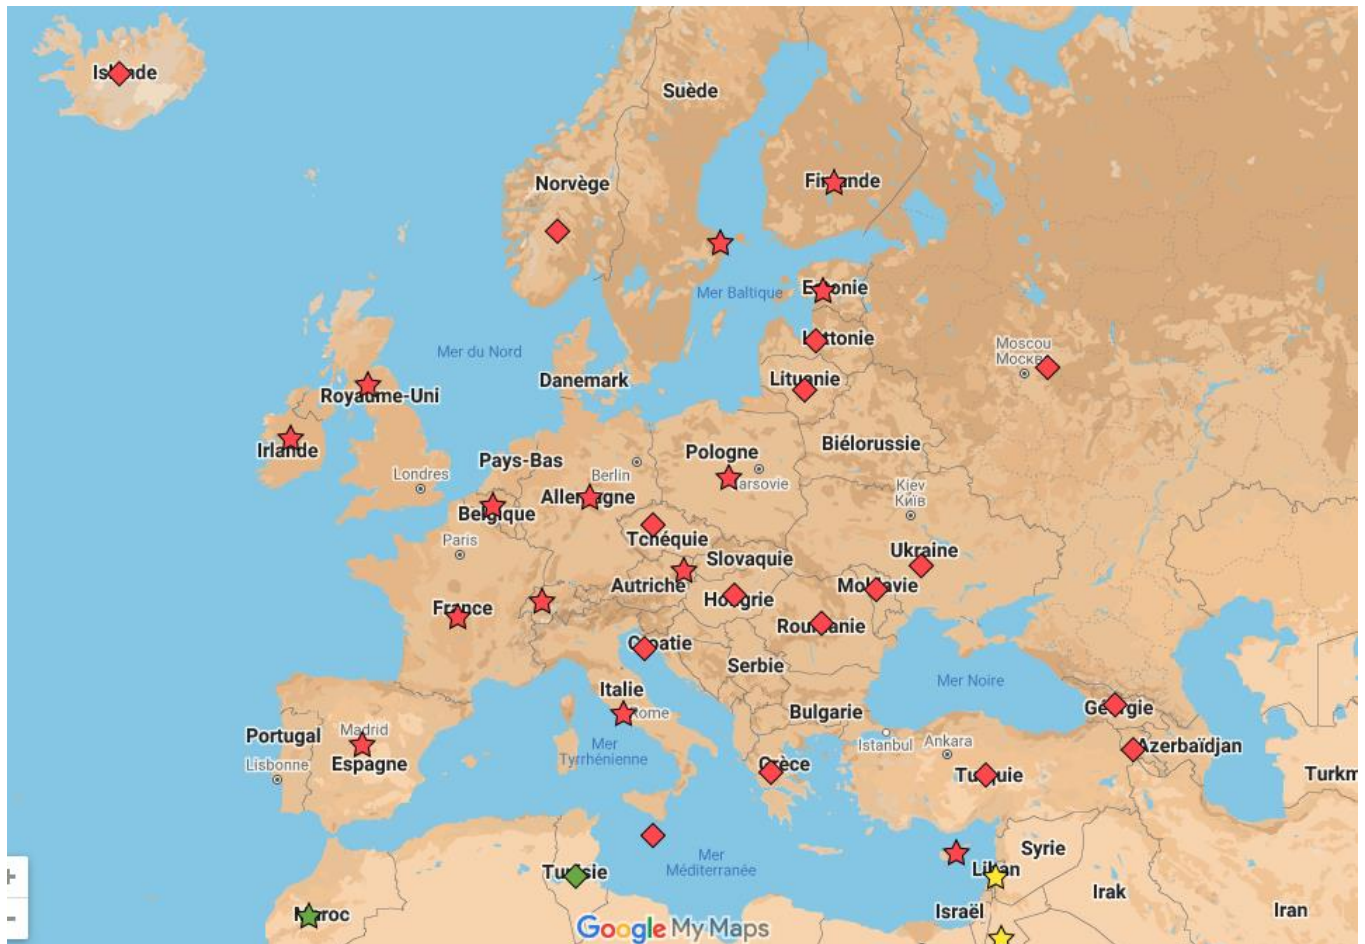 Islande
Suède
Finlande
Norvège
Mer Baltique
Estonie
Lettonie
Moscou
Москва
Mer du Nord
Danemark
Lituanie
Royaume-Uni
Biélorussie
Irlande
Pays-Bas
Pologne
Varsovie
Londres
Berlin
Allemagne
Kiev
Київ
Belgique
Paris
Tchéquie
Slovaquie
Ukraine
Autriche
Moldavie
Hongrie
France
Roumanie
Croatie
Serbie
Italie
Mer Noire
Rome
Bulgarie
Géorgie
Portugal
Madrid
Espagne
Lisbonne
Mer
Tyrrhénienne
Istanbul
Ankara
Azerbaïdjan
Grèce
Turquie
Turkm
Mer
Méditerranée
Syrie
Tunisie
Liban
Irak
Maroc
Israël
Iran
+
−
Google My Maps